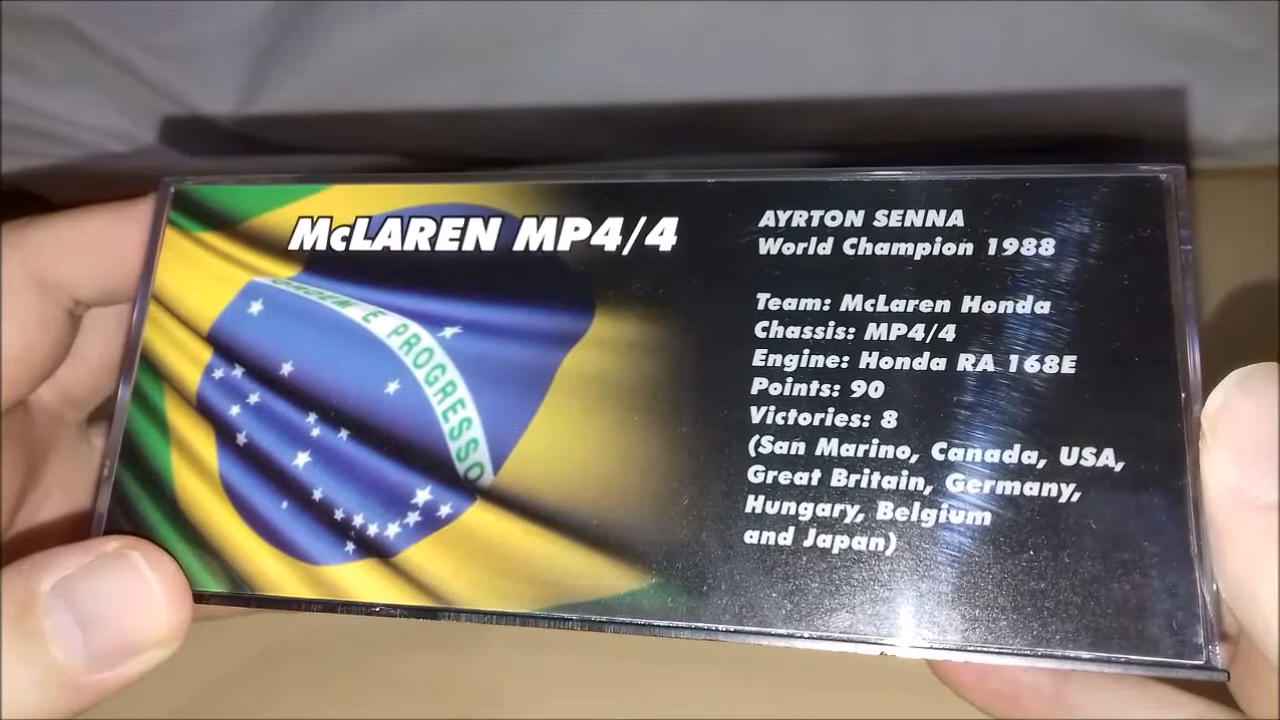 McLAREN MP4/4
ORDEM E PROGRESSO
AYRTON SENNA
World Champion 1988
Team: McLaren Honda
Chassis: MP4/4
Engine: Honda RA 168E
Points: 90
Victories: 8
(San Marino, Canada, USA,
Great Britain, Germany,
Hungary, Belgium
and Japan)